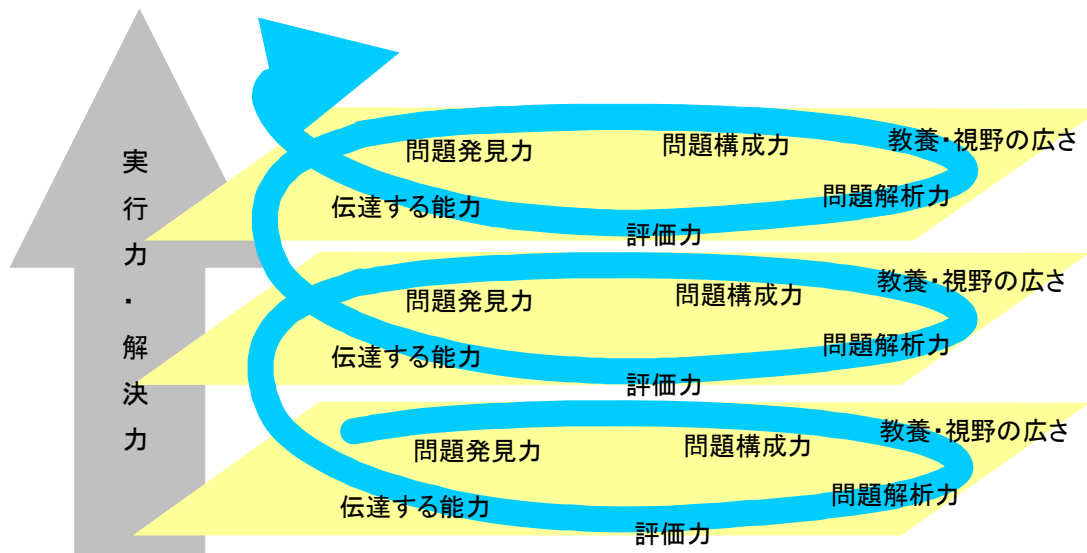 実行力・解決力
問題発見力
問題構成力
教養・視野の広さ
問題解析力
評価力
伝達する能力
問題発見力
問題構成力
教養・視野の広さ
問題解析力
評価力
伝達する能力
問題発見力
問題構成力
教養・視野の広さ
問題解析力
評価力
伝達する能力